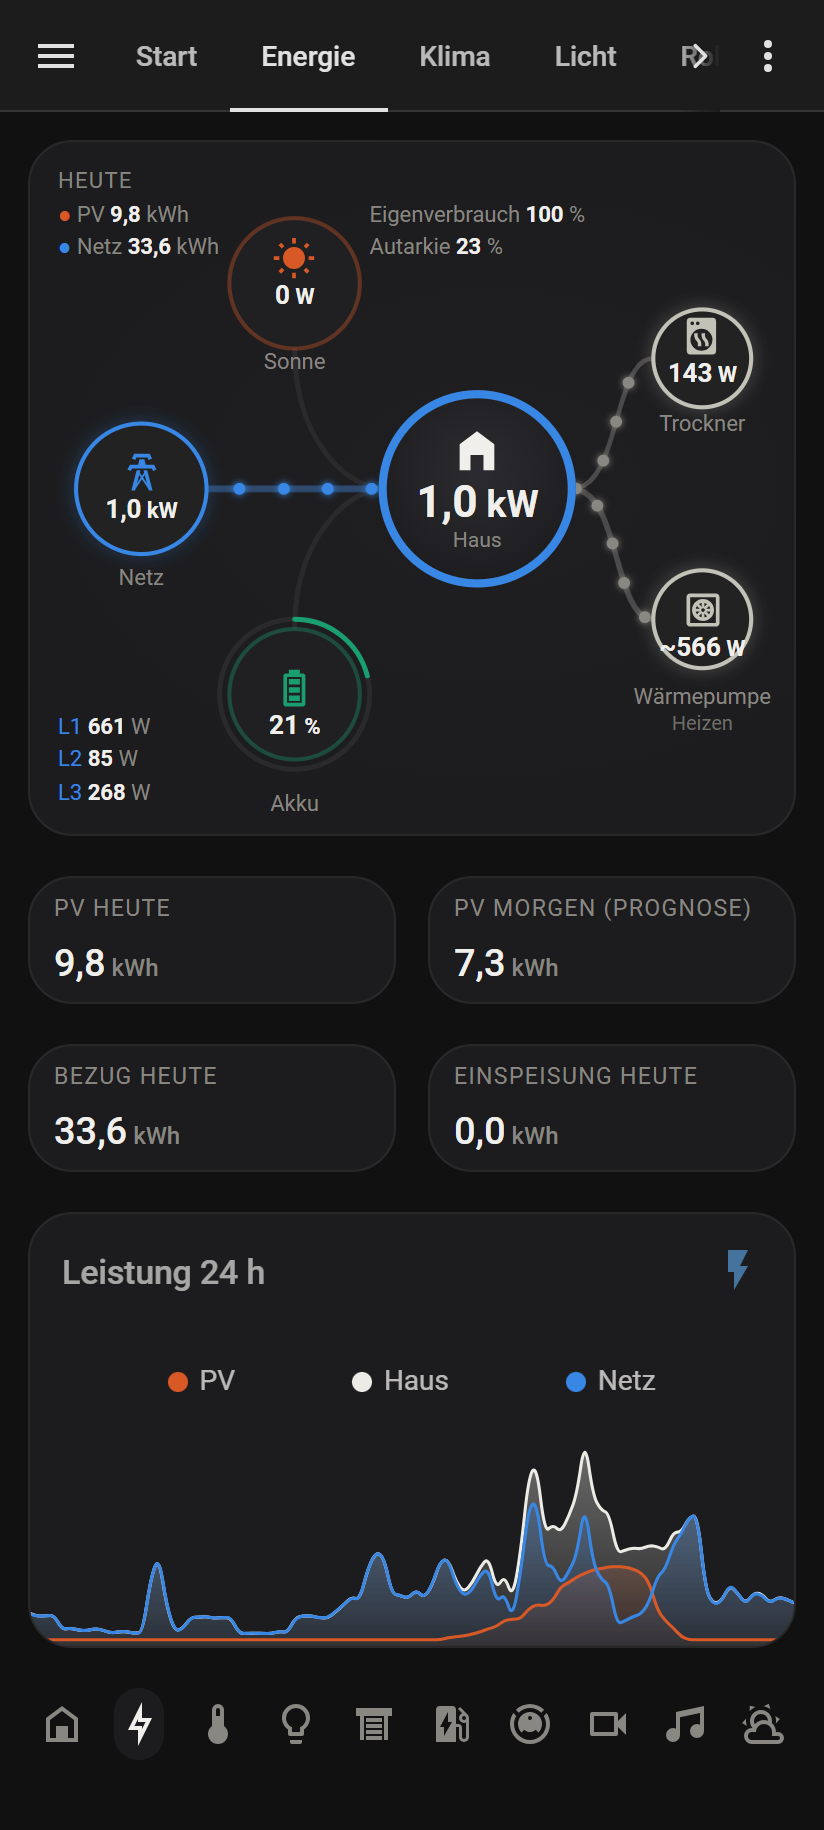 Start Energie Klima Licht
HEUTE
PV 9,8 kWh
Netz 33,6 kWh
Eigenverbrauch 100 %
Autarkie 23 %
0 W
Sonne
143 W
Trockner
1,0 kW
Netz
1,0 kW
Haus
~566 W
Wärmepumpe
Heizen
21 %
Akku
L1 661 W
L2 85 W
L3 268 W
PV HEUTE
9,8 kWh
PV MORGEN (PROGNOSE)
7,3 kWh
BEZUG HEUTE
33,6 kWh
EINSPEISUNG HEUTE
0,0 kWh
Leistung 24 h
PV Haus Netz